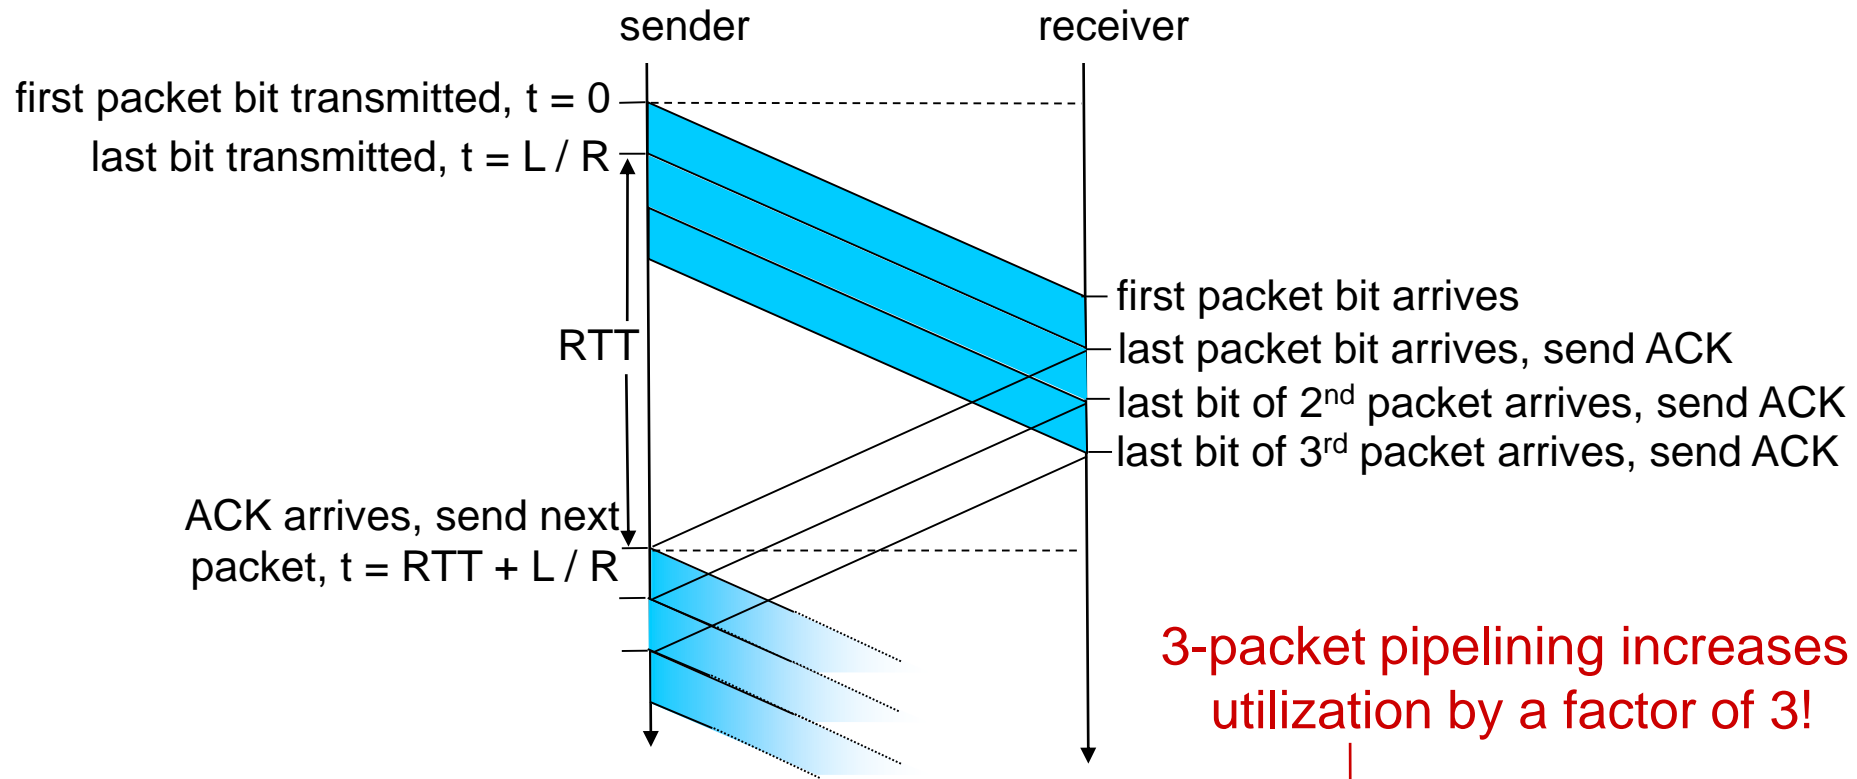 sender
receiver
first packet bit transmitted, t = 0
last bit transmitted, t = L / R
first packet bit arrives
RTT
last packet bit arrives, send ACK
last bit of 2nd packet arrives, send ACK
last bit of 3rd packet arrives, send ACK
ACK arrives, send next
packet, t = RTT + L / R
3-packet pipelining increases
utilization by a factor of 3!